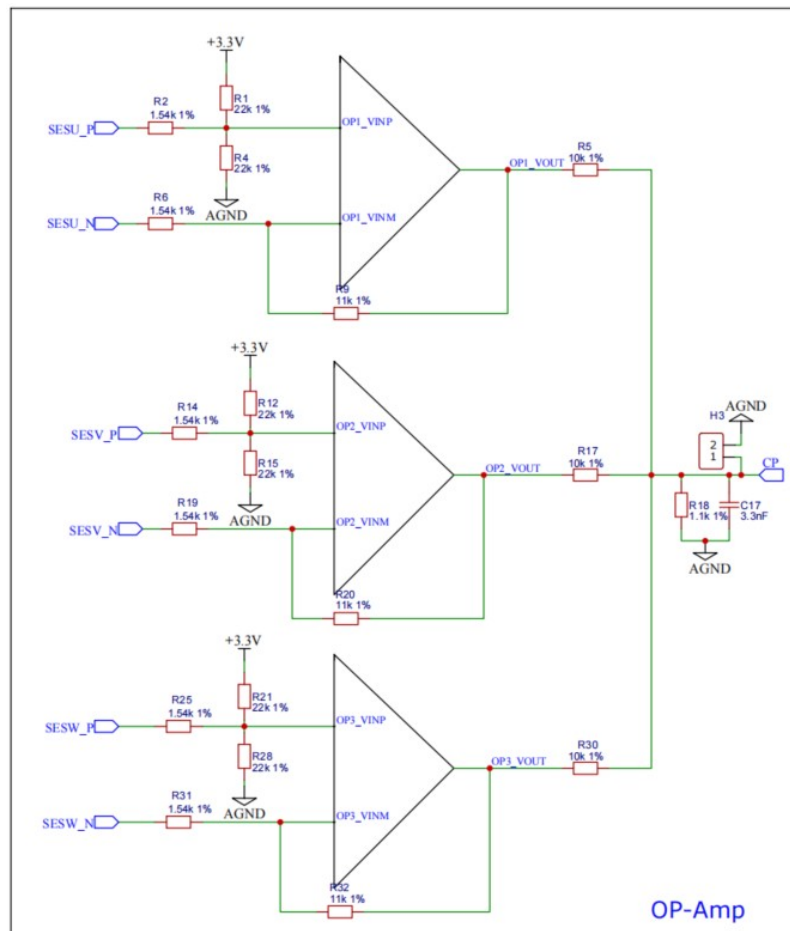 +3.3V
R1
22k 1%
R2
1.54k 1%
SESU_P
OP1_VINP
R4
22k 1%
R5
10k 1%
OP1_VOUT
R6
1.54k 1%
AGND
SESU_N
OP1_VINM
R9
11k 1%
+3.3V
R12
22k 1%
R14
1.54k 1%
SESV_P
OP2_VINP
R15
22k 1%
R17
10k 1%
OP2_VOUT
R19
1.54k 1%
AGND
SESV_N
OP2_VINM
R20
11k 1%
H3
AGND
2
1
CP
R18
1.1k 1%
C17
3.3nF
AGND
+3.3V
R21
22k 1%
R25
1.54k 1%
SESW_P
OP3_VINP
R28
22k 1%
R30
10k 1%
OP3_VOUT
R31
1.54k 1%
AGND
SESW_N
OP3_VINM
R32
11k 1%
OP-Amp